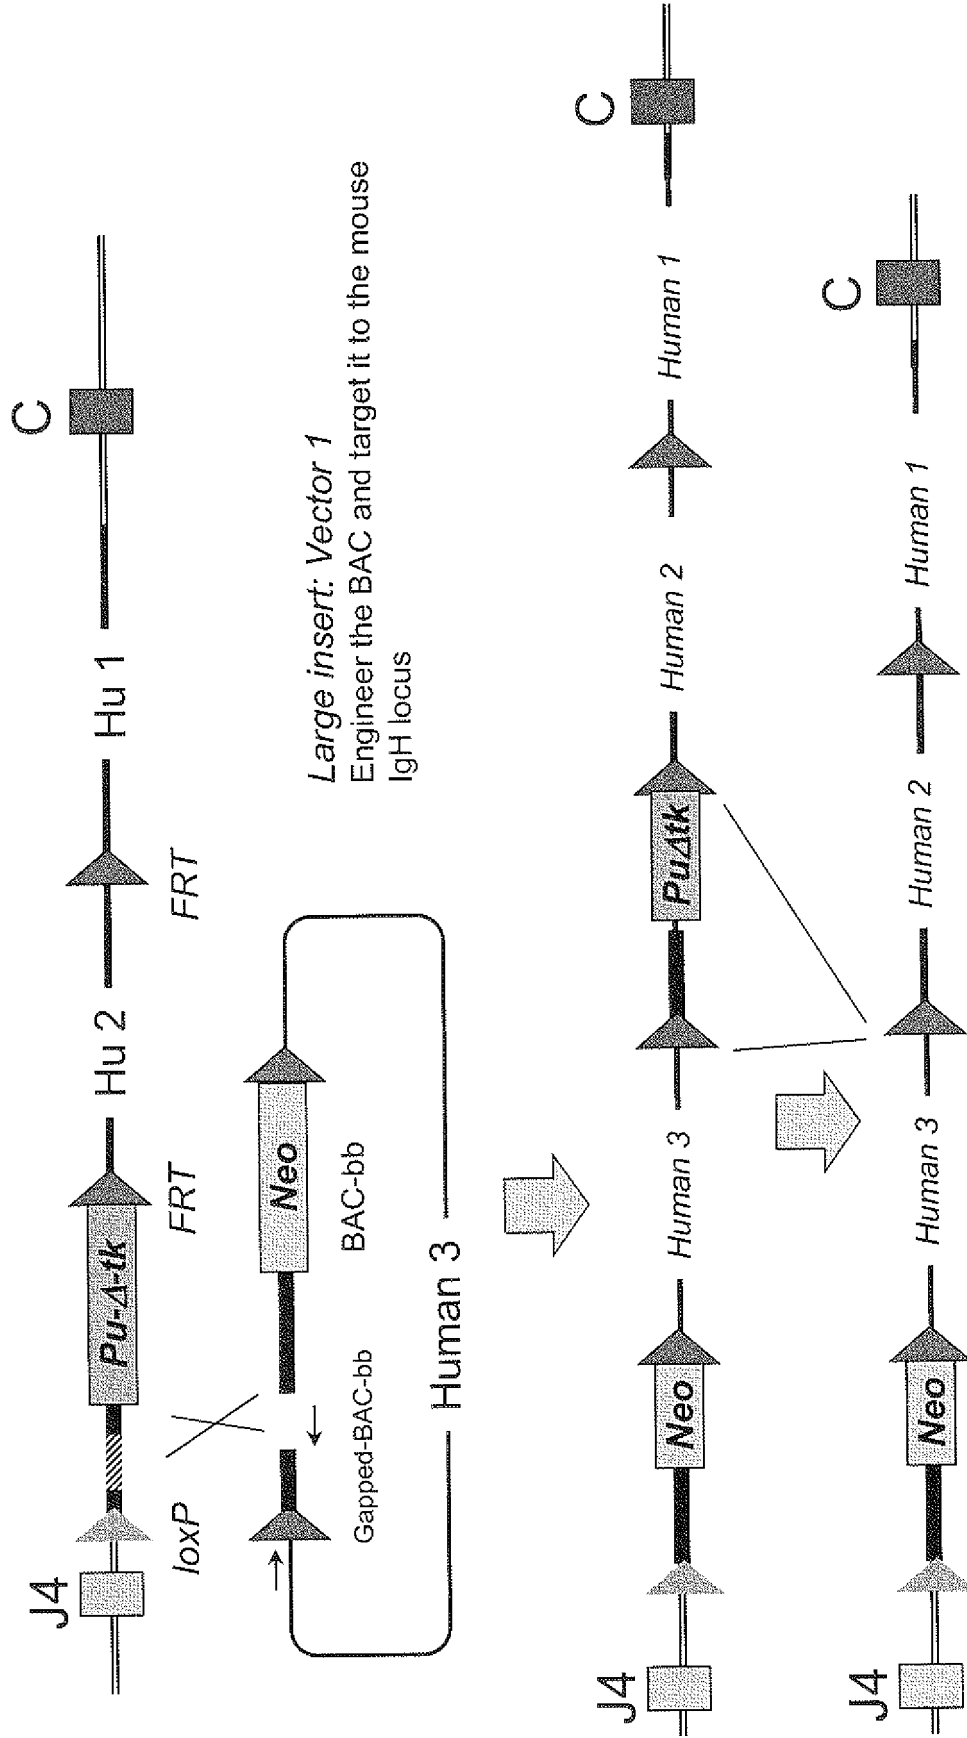 J4
Pu-Δ-tk
Hu 2
Hu 1
C
loxP
FRT
FRT
Neo
Gapped-BAC-bb
BAC-bb
Human 3
Large insert: Vector 1
Engineer the BAC and target it to the mouse
IgH locus
J4
Neo
Human 3
PuΔtk
Human 2
Human 1
C
J4
Neo
Human 3
Human 2
Human 1
C